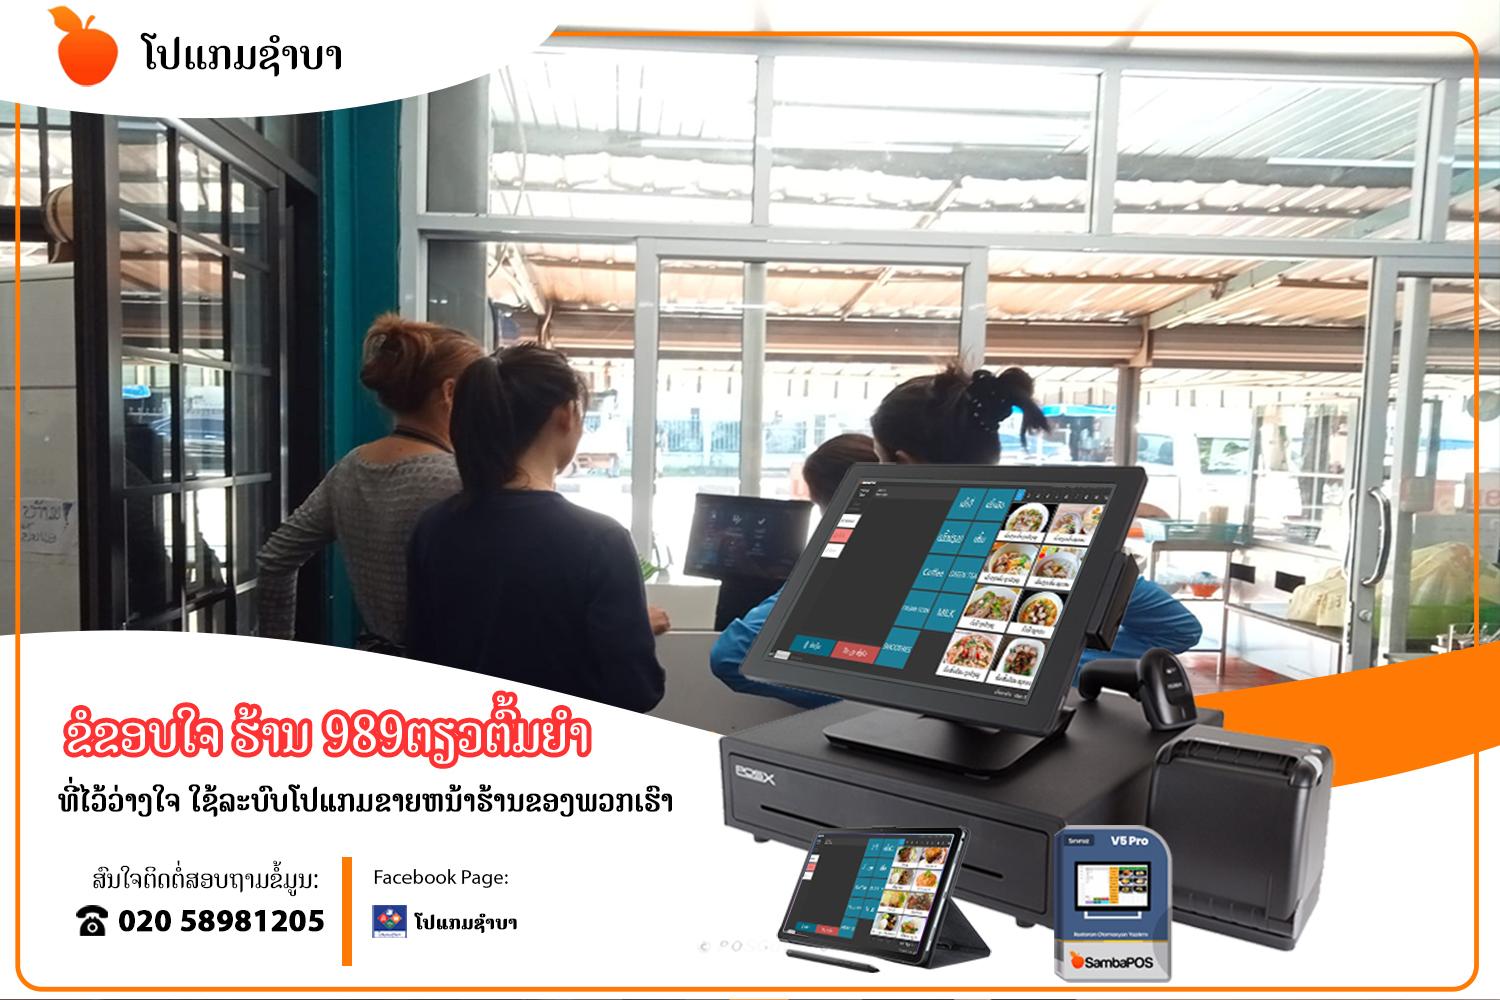 ໂປແກມຊຳບາ
ຂໍຂອບໃຈ ຮ້ານ 989ຕຽວຕົ້ມຍຳ
ທີ່ໄວ້ວ່າງໃຈ ໃຊ້ລະບົບໂປແກມຂາຍຫນ້າຮ້ານຂອງພວກເຮົາ
ສົນໃຈຕິດຕໍ່ສອບຖາມຂໍ້ມູນ:
020 58981205
Facebook Page:
ໂປແກມຊຳບາ
POSX
Coffee
MILK
SMOOTHIES
V5 Pro
SambaPOS